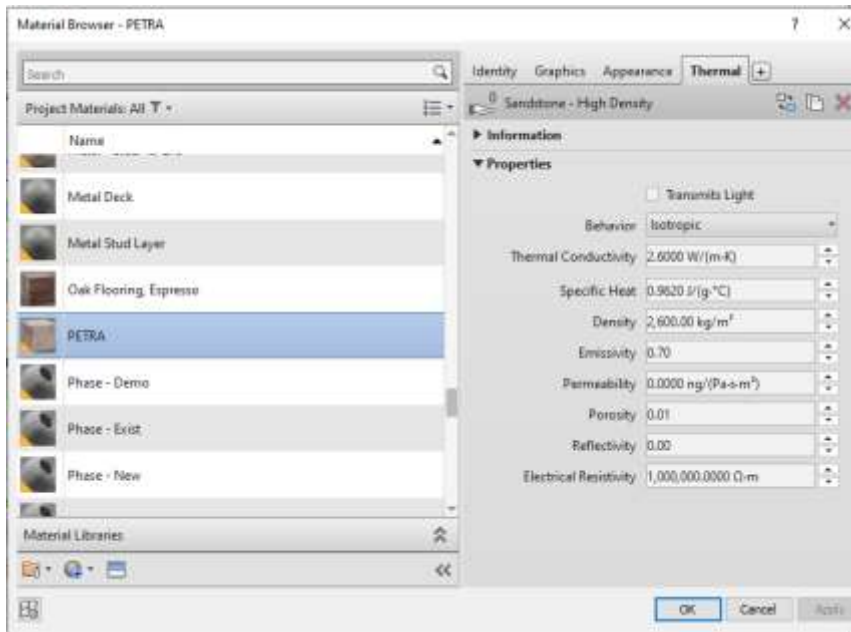 Material Browser - PETRA
? ×
Search
Project Materials: All
Name
Metal Deck
Metal Stud Layer
Oak Flooring, Espresso
PETRA
Phase - Demo
Phase - Exist
Phase - New
Material Libraries
Identity Graphics Appearance Thermal +
0
Sandstone - High Density
Information
Properties
Transmits Light
Behavior Isotropic
Thermal Conductivity 2.6000 W/(m·K)
Specific Heat 0.9620 J/(g·°C)
Density 2,600.00 kg/m³
Emissivity 0.70
Permeability 0.0000 ng/(Pa·s·m²)
Porosity 0.01
Reflectivity 0.00
Electrical Resistivity 1,000,000.0000 Ω·m
OK Cancel Apply